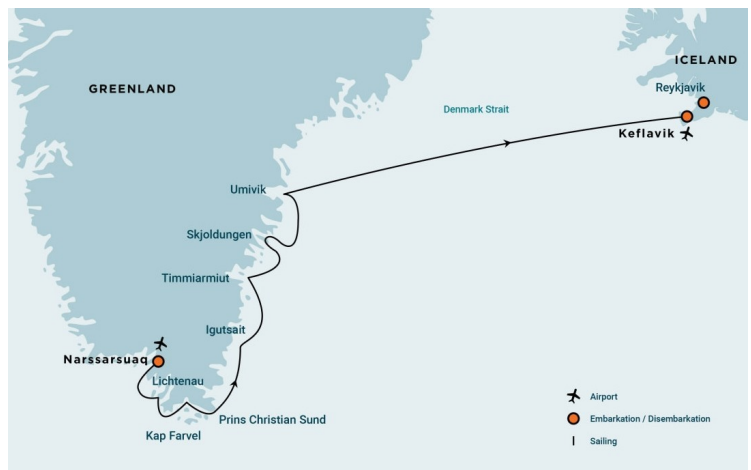 GREENLAND
ICELAND
Reykjavik
Denmark Strait
Keflavik
Umivik
Skjoldungen
Timmiarmiut
Igutsait
Narssarsuaq
Lichtenau
Prins Christian Sund
Kap Farvel
Airport
Embarkation / Disembarkation
Sailing